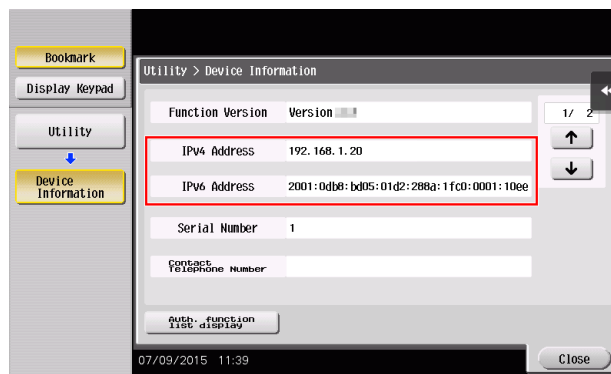 Bookmark
Display Keypad
Utility
Device
Information
Utility > Device Information
Function Version Version
1/ 2
IPv4 Address 192.168.1.20
IPv6 Address 2001:0db8:bd05:01d2:288a:1fc0:0001:10ee
Serial Number 1
Contact
Telephone Number
Auth. function
list display
07/09/2015 11:39
Close